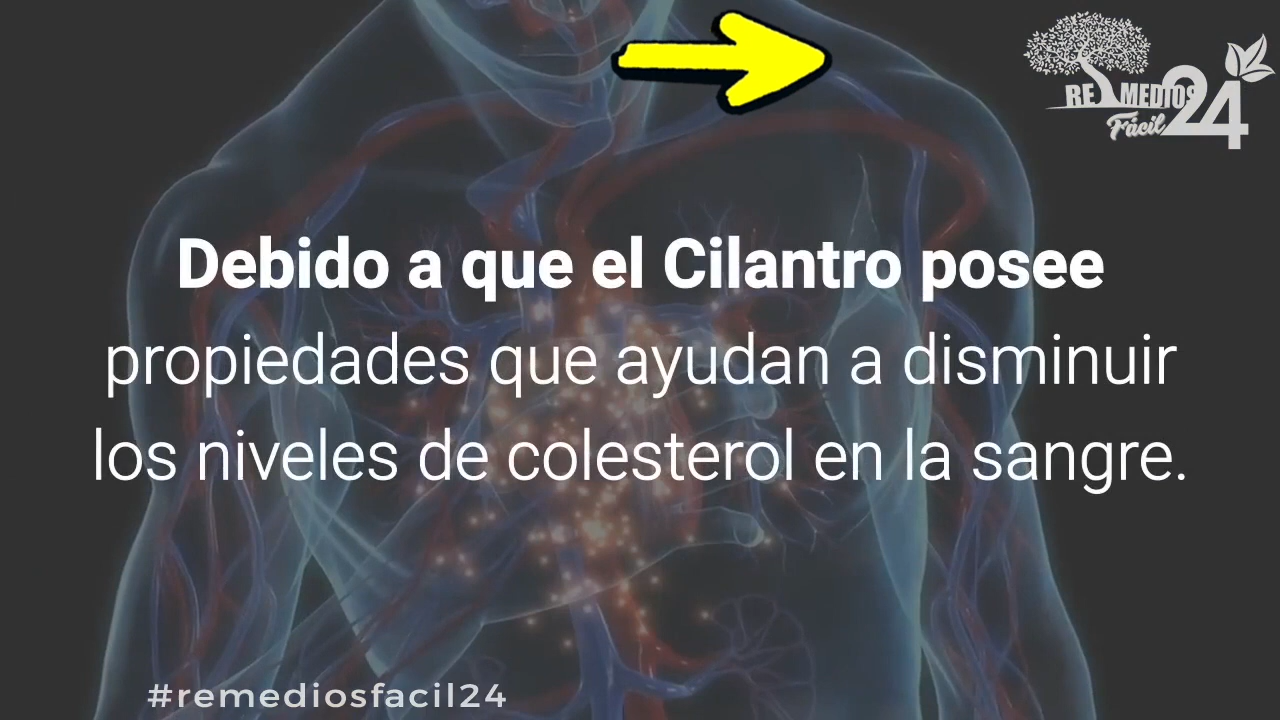 REMEDIOS
Fácil 24
Debido a que el Cilantro posee
propiedades que ayudan a disminuir
los niveles de colesterol en la sangre.
#remediosfacil24